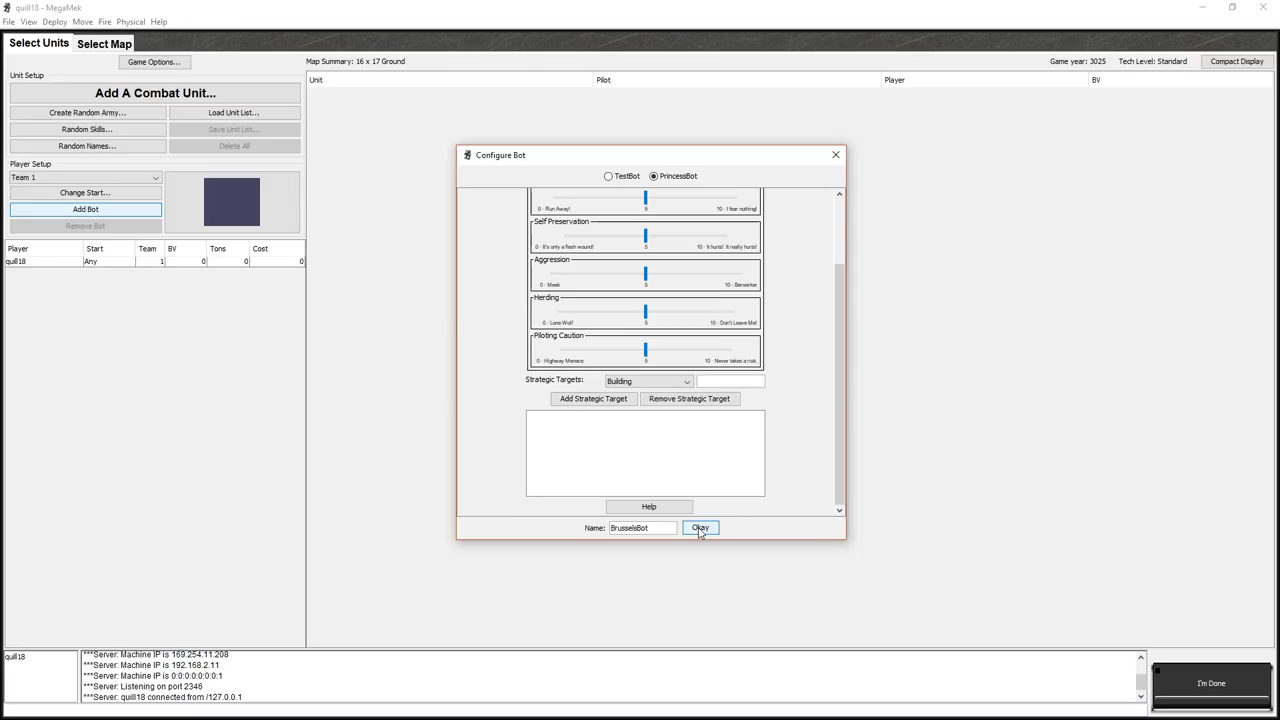 quill18 - MegaMek
File View Deploy Move Fire Physical Help
Select Units Select Map
Game Options... Map Summary: 16 x 17 Ground Game year: 3025 Tech Level: Standard Compact Display
Unit Setup
Unit Pilot Player BV
Add A Combat Unit...
Create Random Army... Load Unit List...
Random Skills... Save Unit List...
Random Names... Delete All
Player Setup
Team 1
Change Start...
Add Bot
Remove Bot
Player Start Team BV Tons Cost
quill18 Any 1 0 0 0
Configure Bot
TestBot PrincessBot
0 - Run Away! 5 10 - I fear nothing!
Self Preservation
0 - It's only a flesh wound! 5 10 - It hurts! It really hurts!
Aggression
0 - Meek 5 10 - Berserker
Herding
0 - Lone Wolf 5 10 - Don't Leave Me!
Piloting Caution
0 - Highway Menace 5 10 - Never takes a risk.
Strategic Targets: Building
Add Strategic Target Remove Strategic Target
Help
Name: BrusselsBot Okay
quill18
***Server: Machine IP is 169.254.11.208
***Server: Machine IP is 192.168.2.11
***Server: Machine IP is 0:0:0:0:0:0:0:1
***Server: Listening on port 2346
***Server: quill18 connected from /127.0.0.1
I'm Done